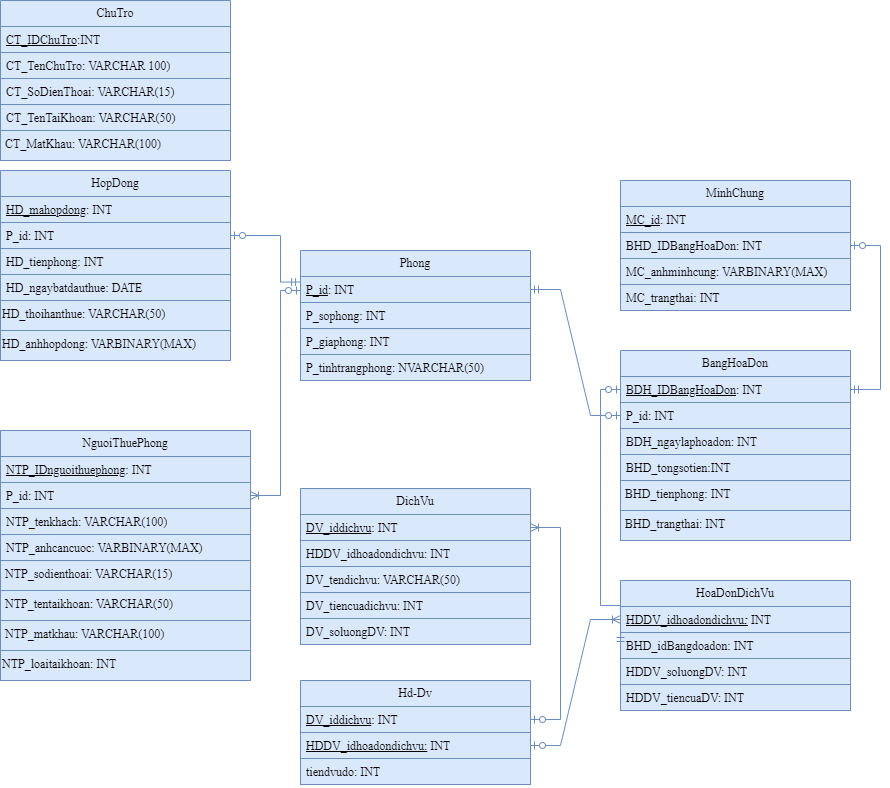 ChuTro
CT_IDChuTro:INT
CT_TenChuTro: VARCHAR 100)
CT_SoDienThoai: VARCHAR(15)
CT_TenTaiKhoan: VARCHAR(50)
CT_MatKhau: VARCHAR(100)
HopDong
HD_mahopdong: INT
P_id: INT
HD_tienphong: INT
HD_ngaybatdauthue: DATE
HD_thoihanthue: VARCHAR(50)
HD_anhhopdong: VARBINARY(MAX)
NguoiThuePhong
NTP_IDnguoithuephong: INT
P_id: INT
NTP_tenkhach: VARCHAR(100)
NTP_anhcancuoc: VARBINARY(MAX)
NTP_sodienthoai: VARCHAR(15)
NTP_tentaikhoan: VARCHAR(50)
NTP_matkhau: VARCHAR(100)
NTP_loaitaikhoan: INT
Phong
P_id: INT
P_sophong: INT
P_giaphong: INT
P_tinhtrangphong: NVARCHAR(50)
DichVu
DV_iddichvu: INT
HDDV_idhoadondichvu: INT
DV_tendichvu: VARCHAR(50)
DV_tiencuadichvu: INT
DV_soluongDV: INT
Hd-Dv
DV_iddichvu: INT
HDDV_idhoadondichvu: INT
tiendvudo: INT
MinhChung
MC_id: INT
BHD_IDBangHoaDon: INT
MC_anhminhcung: VARBINARY(MAX)
MC_trangthai: INT
BangHoaDon
BDH_IDBangHoaDon: INT
P_id: INT
BDH_ngaylaphoadon: INT
BHD_tongsotien:INT
BHD_tienphong: INT
BHD_trangthai: INT
HoaDonDichVu
HDDV_idhoadondichvu: INT
BHD_idBangdoadon: INT
HDDV_soluongDV: INT
HDDV_tiencuaDV: INT